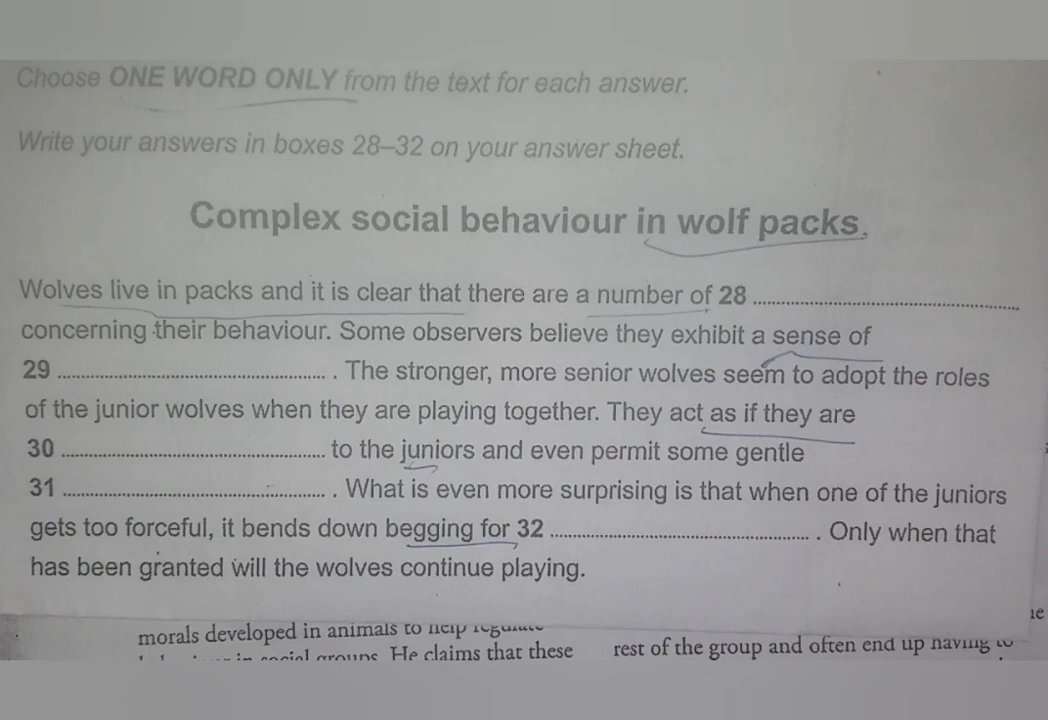 Choose ONE WORD ONLY from the text for each answer.
Write your answers in boxes 28–32 on your answer sheet.
Complex social behaviour in wolf packs.
Wolves live in packs and it is clear that there are a number of 28 ........................................
concerning their behaviour. Some observers believe they exhibit a sense of
29 ........................................ . The stronger, more senior wolves seem to adopt the roles
of the junior wolves when they are playing together. They act as if they are
30 ........................................ to the juniors and even permit some gentle
31 ........................................ . What is even more surprising is that when one of the juniors
gets too forceful, it bends down begging for 32 ........................................ . Only when that
has been granted will the wolves continue playing.
morals developed in animals to help regulate
in social groups. He claims that these
rest of the group and often end up having to